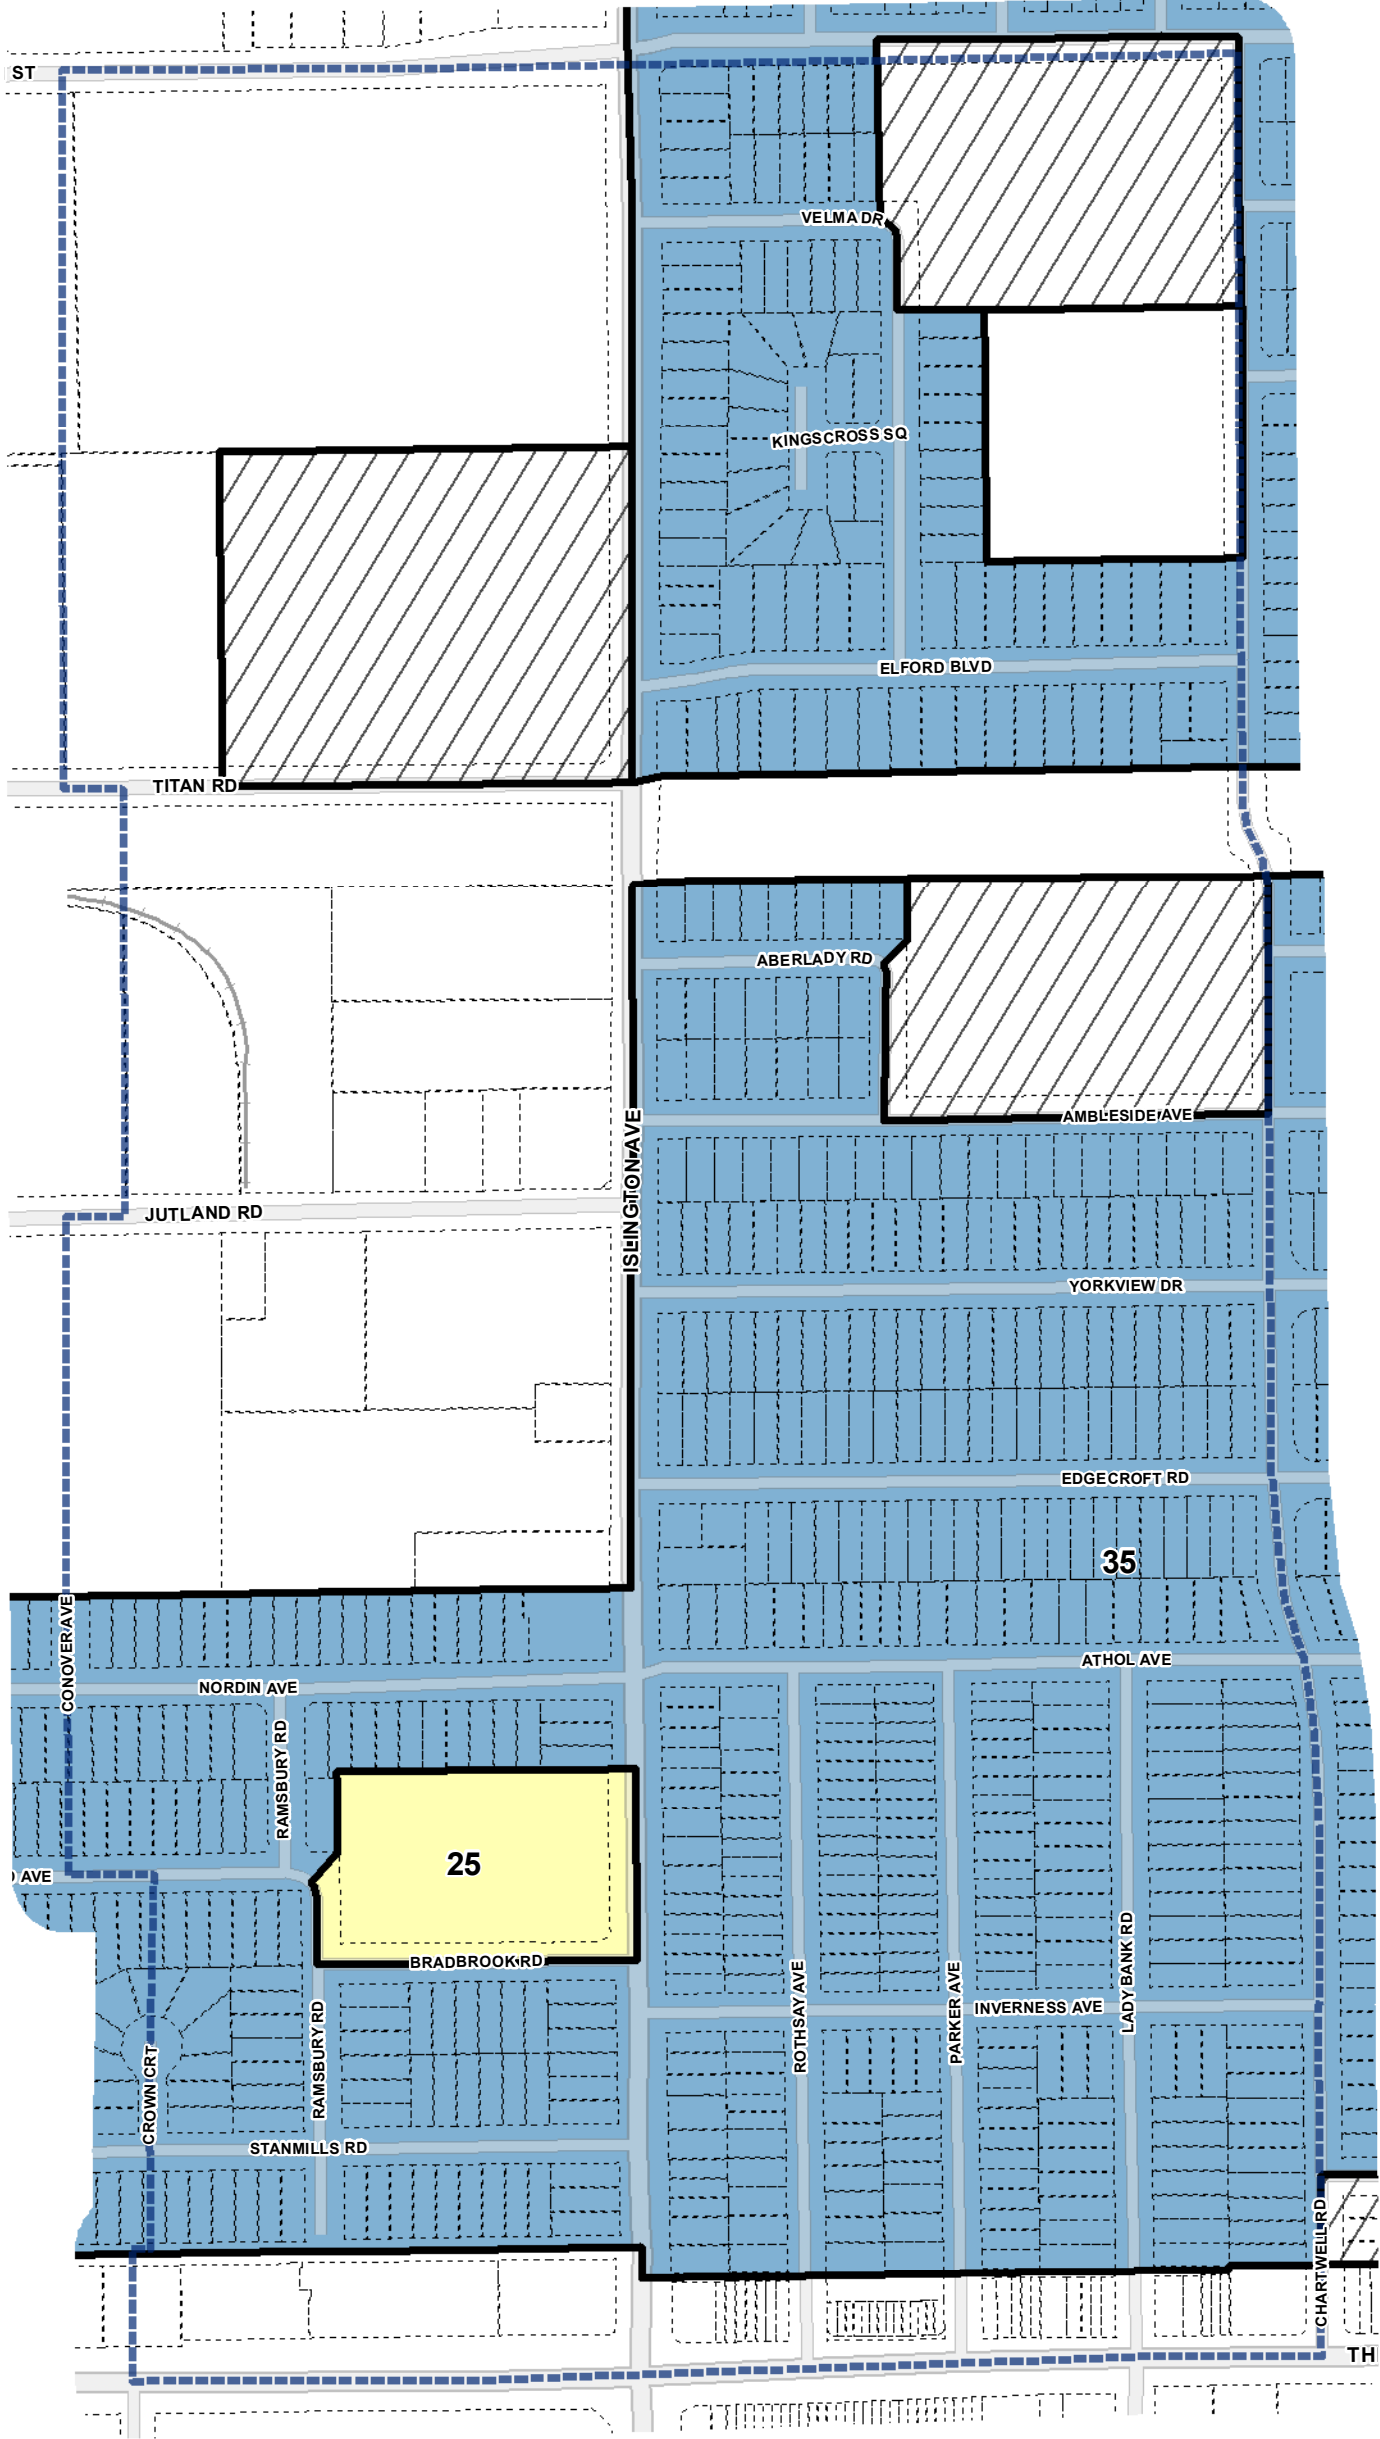 ST
VELMA DR
KINGSCROSS SQ
ELFORD BLVD
TITAN RD
ABERLADY RD
AMBLESIDE AVE
ISLINGTON AVE
JUTLAND RD
YORKVIEW DR
EDGECROFT RD
35
CONOVER AVE
ATHOL AVE
NORDIN AVE
RAMSBURY RD
25
AVE
BRADBROOK RD
ROTHSAY AVE
PARKER AVE
LADY BANK RD
INVERNESS AVE
RAMSBURY RD
CROWN CRT
STANMILLS RD
CHARTWELL RD
TH